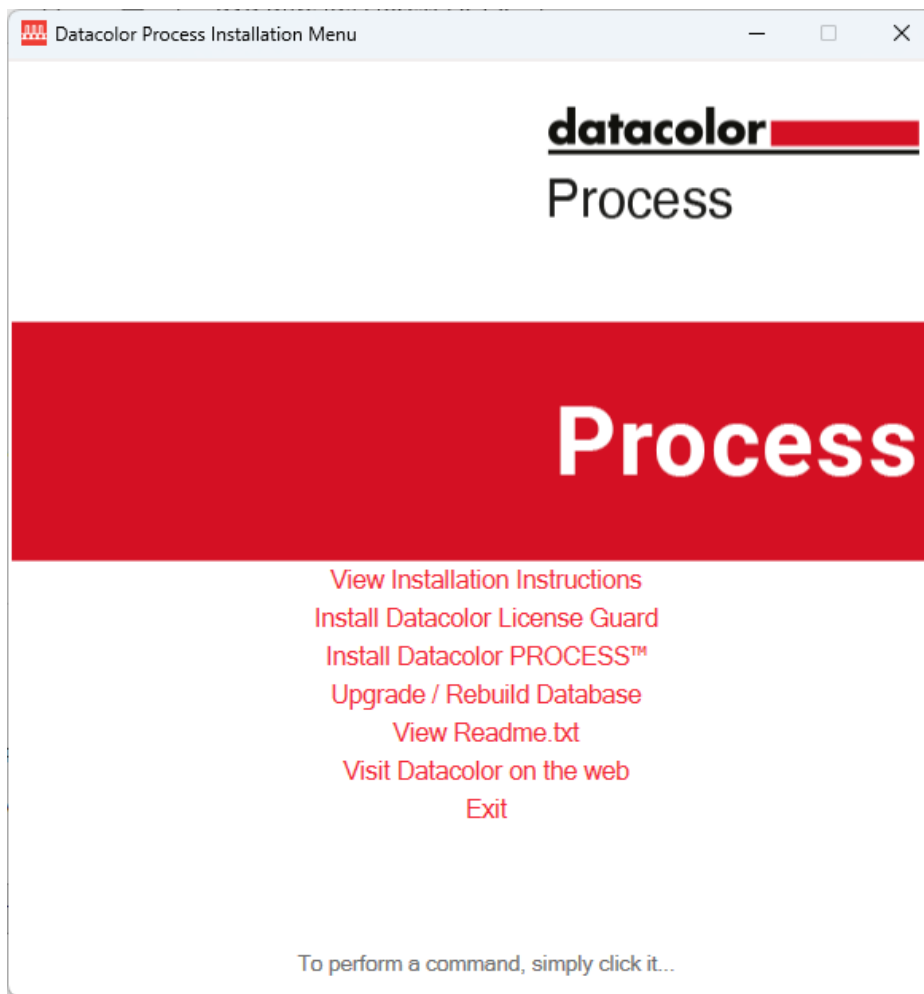 Datacolor Process Installation Menu
datacolor
Process
Process
View Installation Instructions
Install Datacolor License Guard
Install Datacolor PROCESS™
Upgrade / Rebuild Database
View Readme.txt
Visit Datacolor on the web
Exit
To perform a command, simply click it...